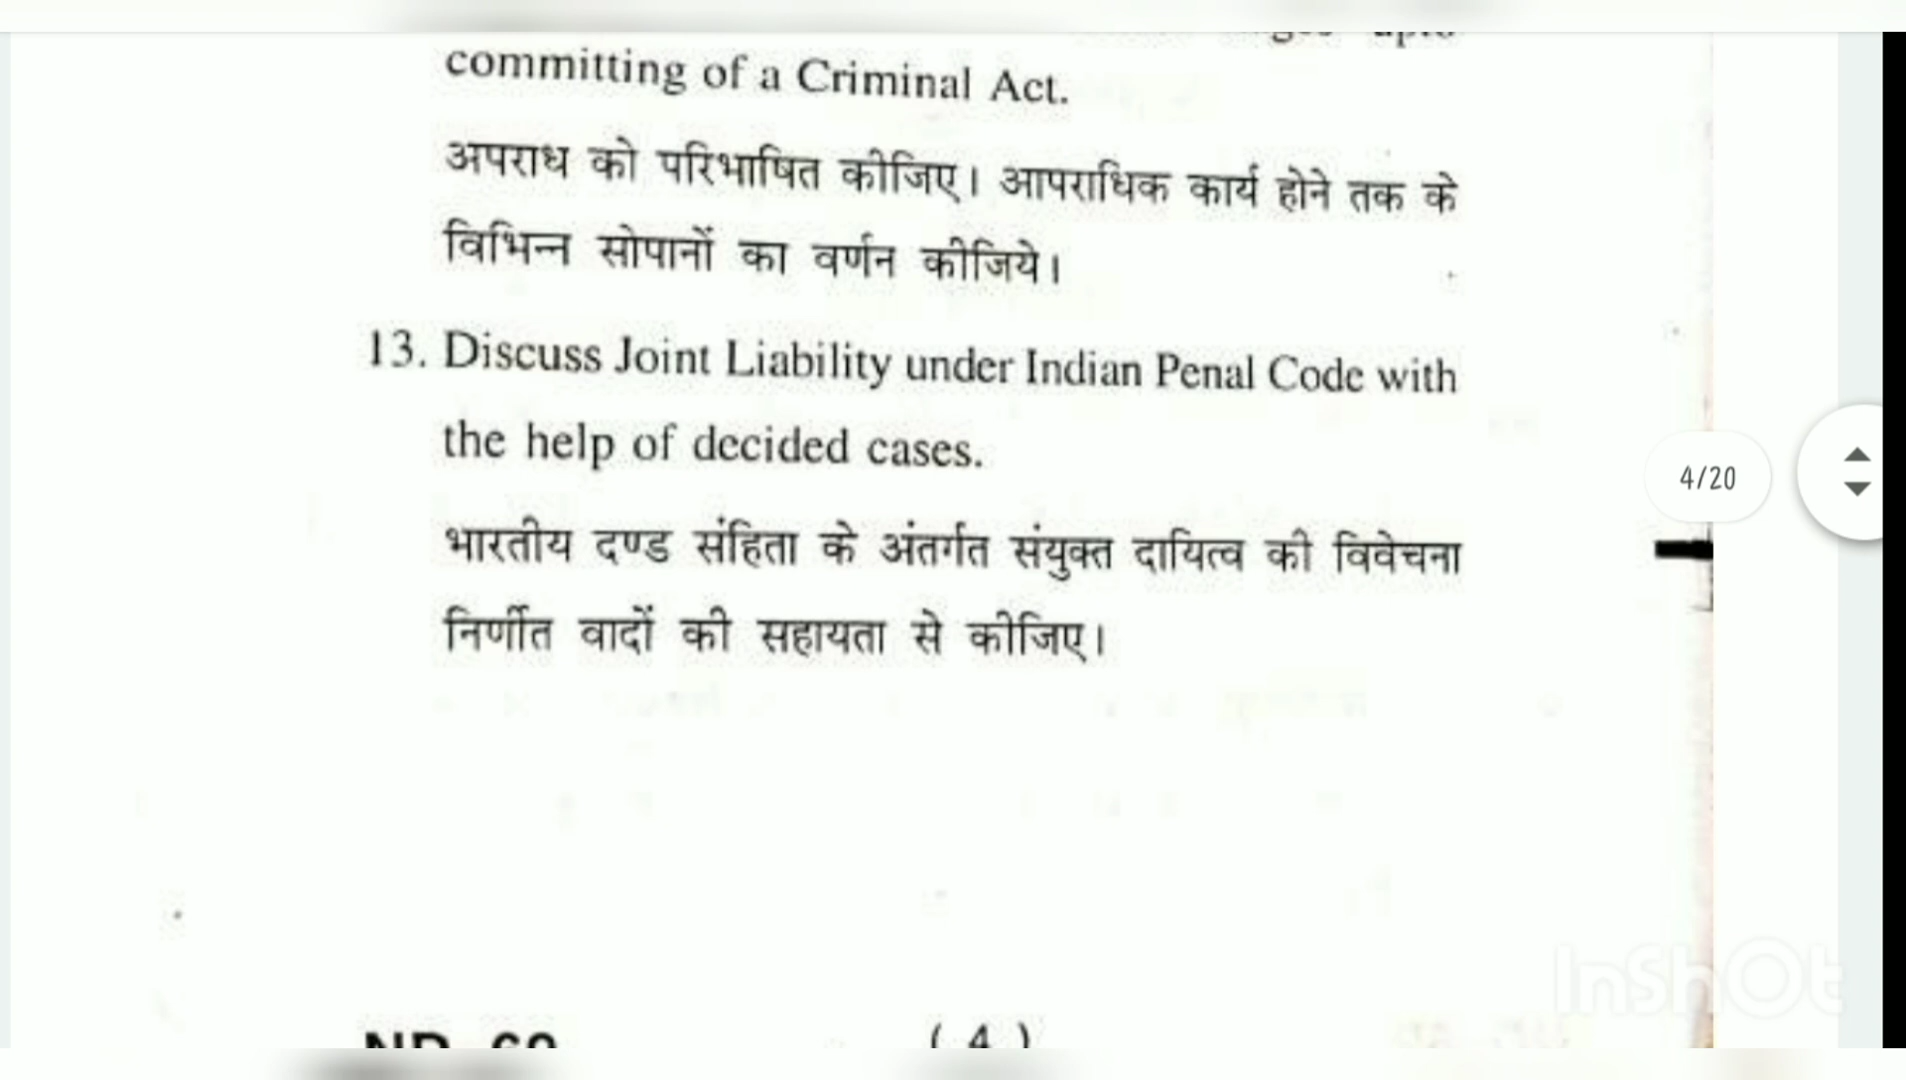 committing of a Criminal Act.
अपराध को परिभाषित कीजिए। आपराधिक कार्य होने तक के
विभिन्न सोपानों का वर्णन कीजिये।
13. Discuss Joint Liability under Indian Penal Code with
the help of decided cases.
4/20
भारतीय दण्ड संहिता के अंतर्गत संयुक्त दायित्व की विवेचना
निर्णीत वादों की सहायता से कीजिए।
InShOt
( 4 )